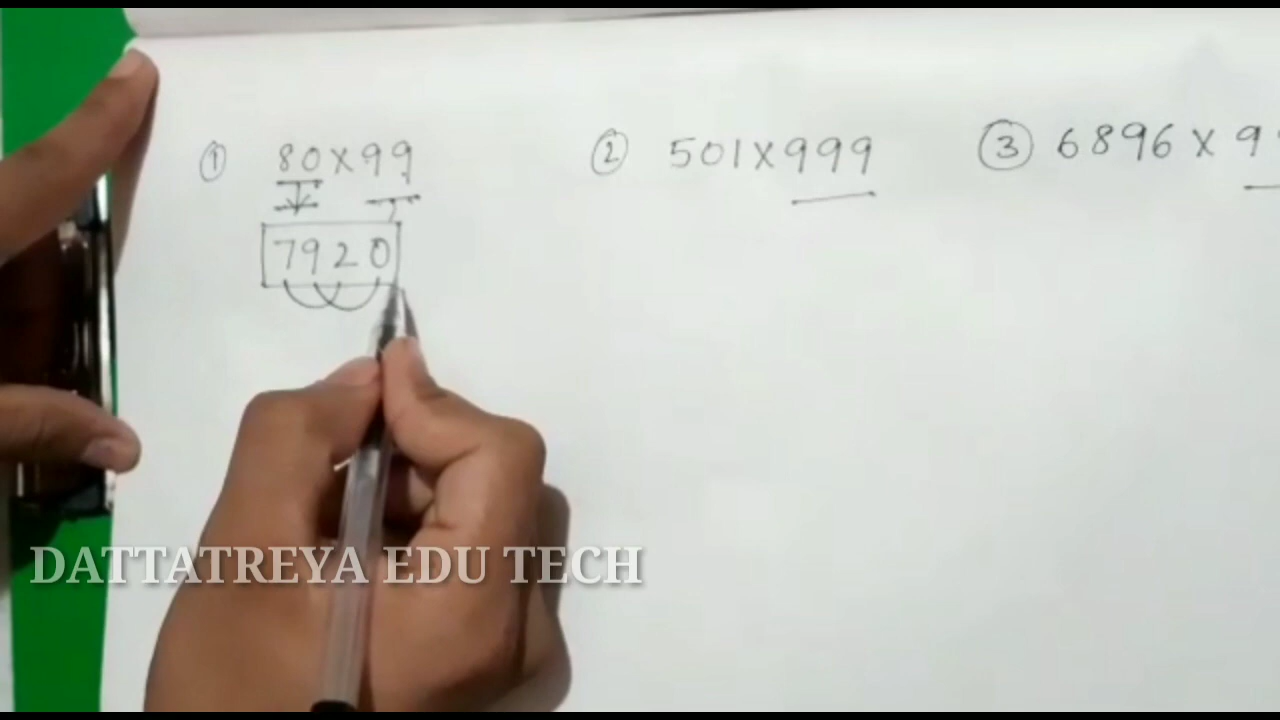 ① 80 X 99
7920
② 501 X 999
③ 6896 X 9
DATTATREYA EDU TECH